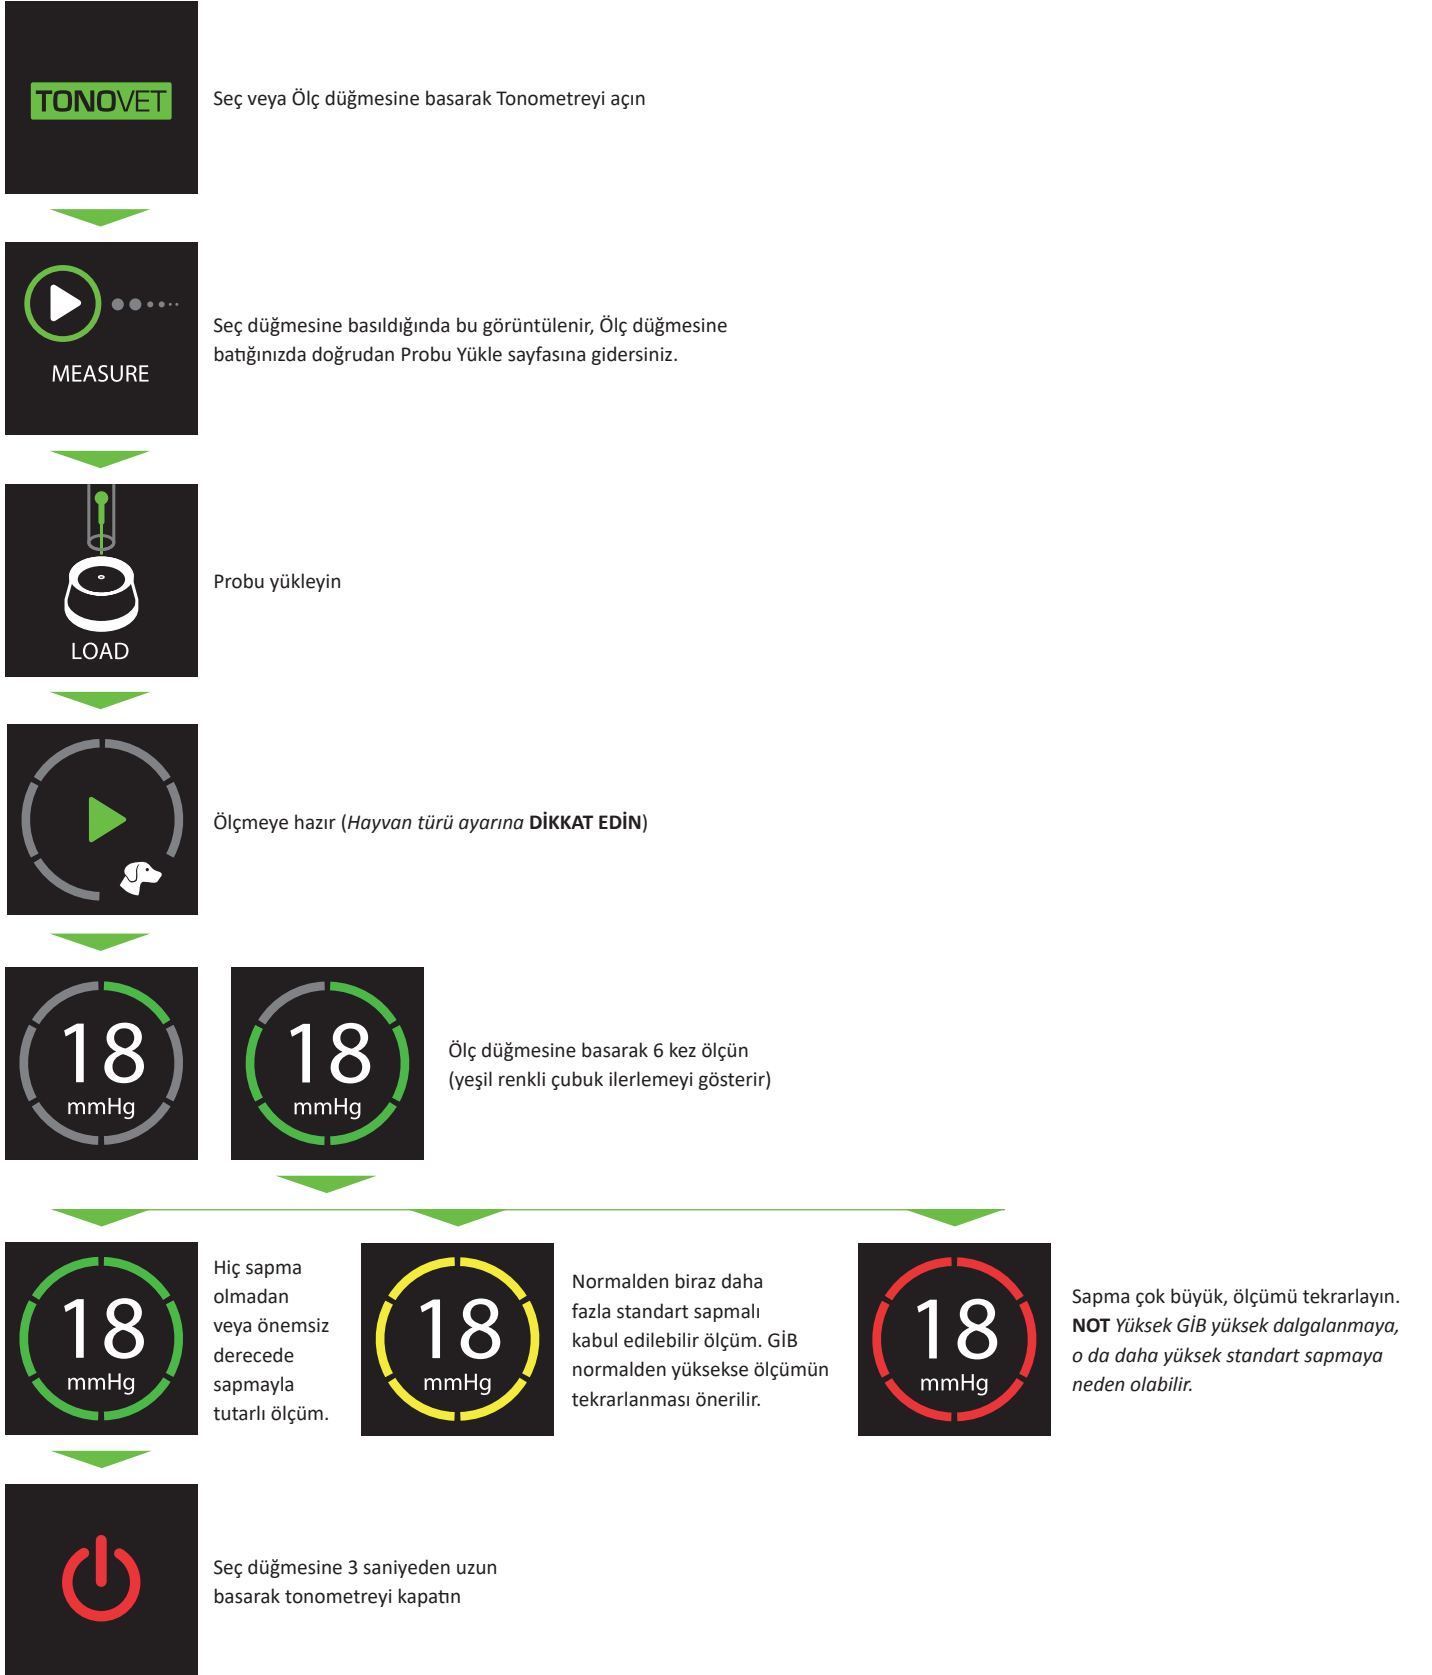 TONOVET
Seç veya Ölç düğmesine basarak Tonometreyi açın
MEASURE
Seç düğmesine basıldığında bu görüntülenir, Ölç düğmesine
batığınızda doğrudan Probu Yükle sayfasına gidersiniz.
LOAD
Probu yükleyin
Ölçmeye hazır (Hayvan türü ayarına DİKKAT EDİN)
18
mmHg
18
mmHg
Ölç düğmesine basarak 6 kez ölçün
(yeşil renkli çubuk ilerlemeyi gösterir)
18
mmHg
Hiç sapma
olmadan
veya önemsiz
derecede
sapmayla
tutarlı ölçüm.
18
mmHg
Normalden biraz daha
fazla standart sapmalı
kabul edilebilir ölçüm. GİB
normalden yüksekse ölçümün
tekrarlanması önerilir.
18
mmHg
Sapma çok büyük, ölçümü tekrarlayın.
NOT Yüksek GİB yüksek dalgalanmaya,
o da daha yüksek standart sapmaya
neden olabilir.
Seç düğmesine 3 saniyeden uzun
basarak tonometreyi kapatın